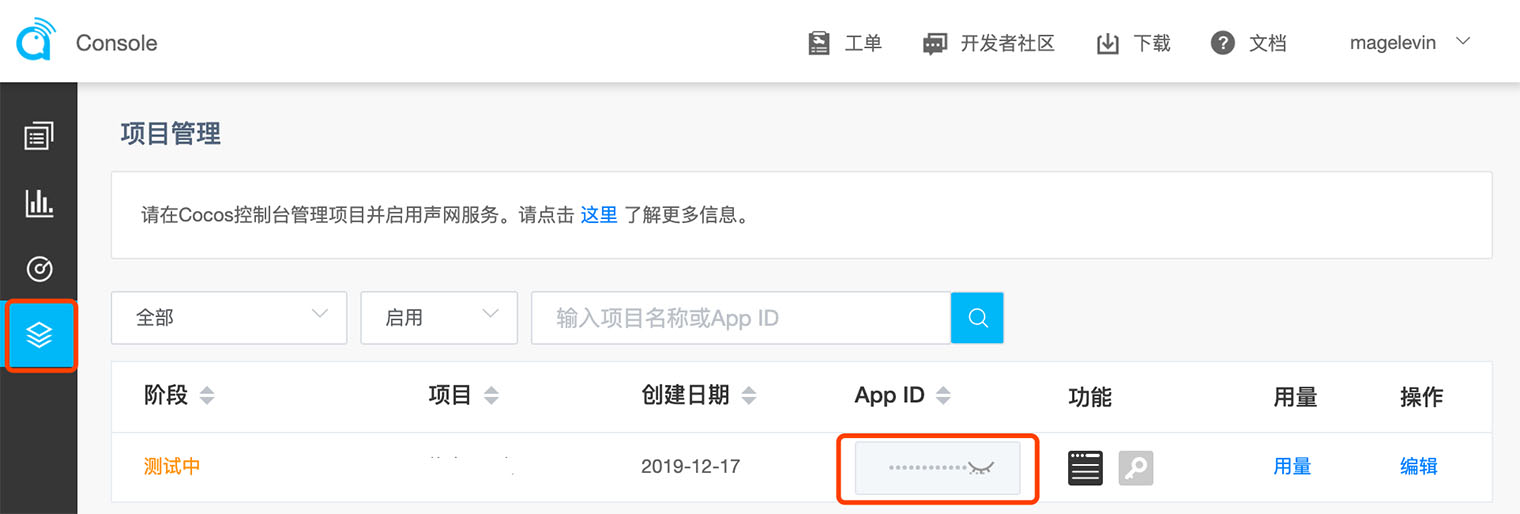 Console 工单 开发者社区 下载 文档 magelevin
项目管理
请在Cocos控制台管理项目并启用声网服务。请点击 这里 了解更多信息。
全部 启用 输入项目名称或App ID
阶段 项目 创建日期 App ID 功能 用量 操作
测试中 2019-12-17 用量 编辑